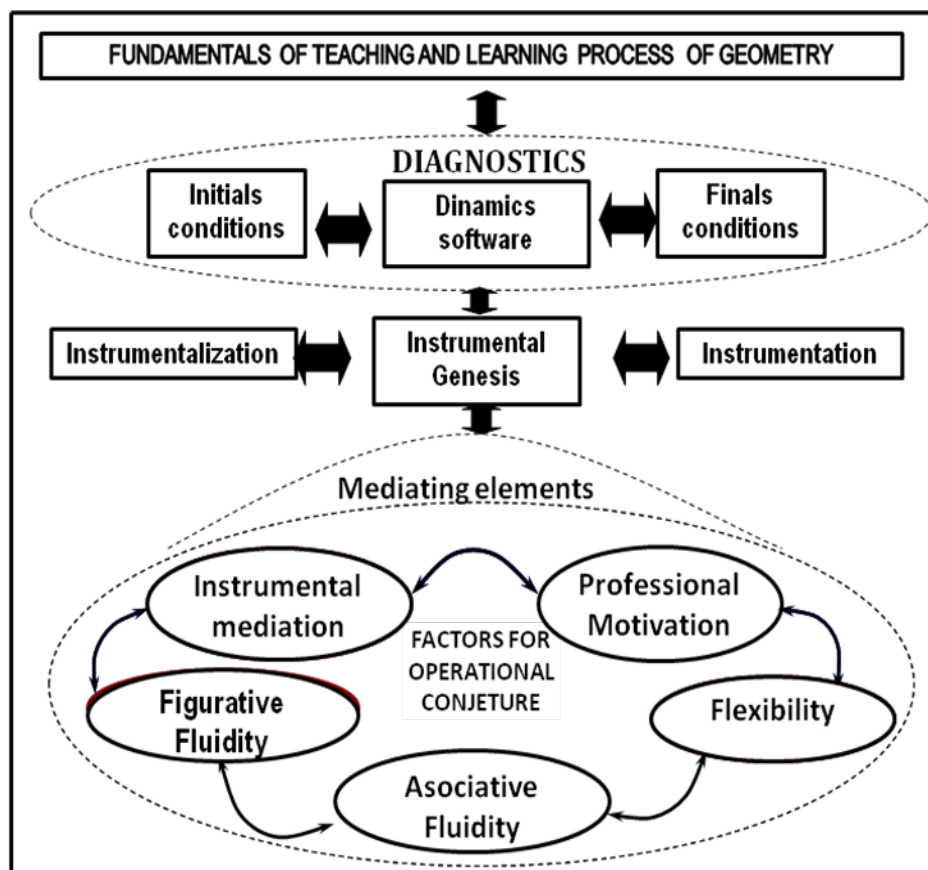 FUNDAMENTALS OF TEACHING AND LEARNING PROCESS OF GEOMETRY
DIAGNOSTICS
Initials
conditions
Dinamics
software
Finals
conditions
Instrumentalization
Instrumental
Genesis
Instrumentation
Mediating elements
Instrumental
mediation
Professional
Motivation
FACTORS FOR
OPERATIONAL
CONJETURE
Figurative
Fluidity
Flexibility
Asociative
Fluidity